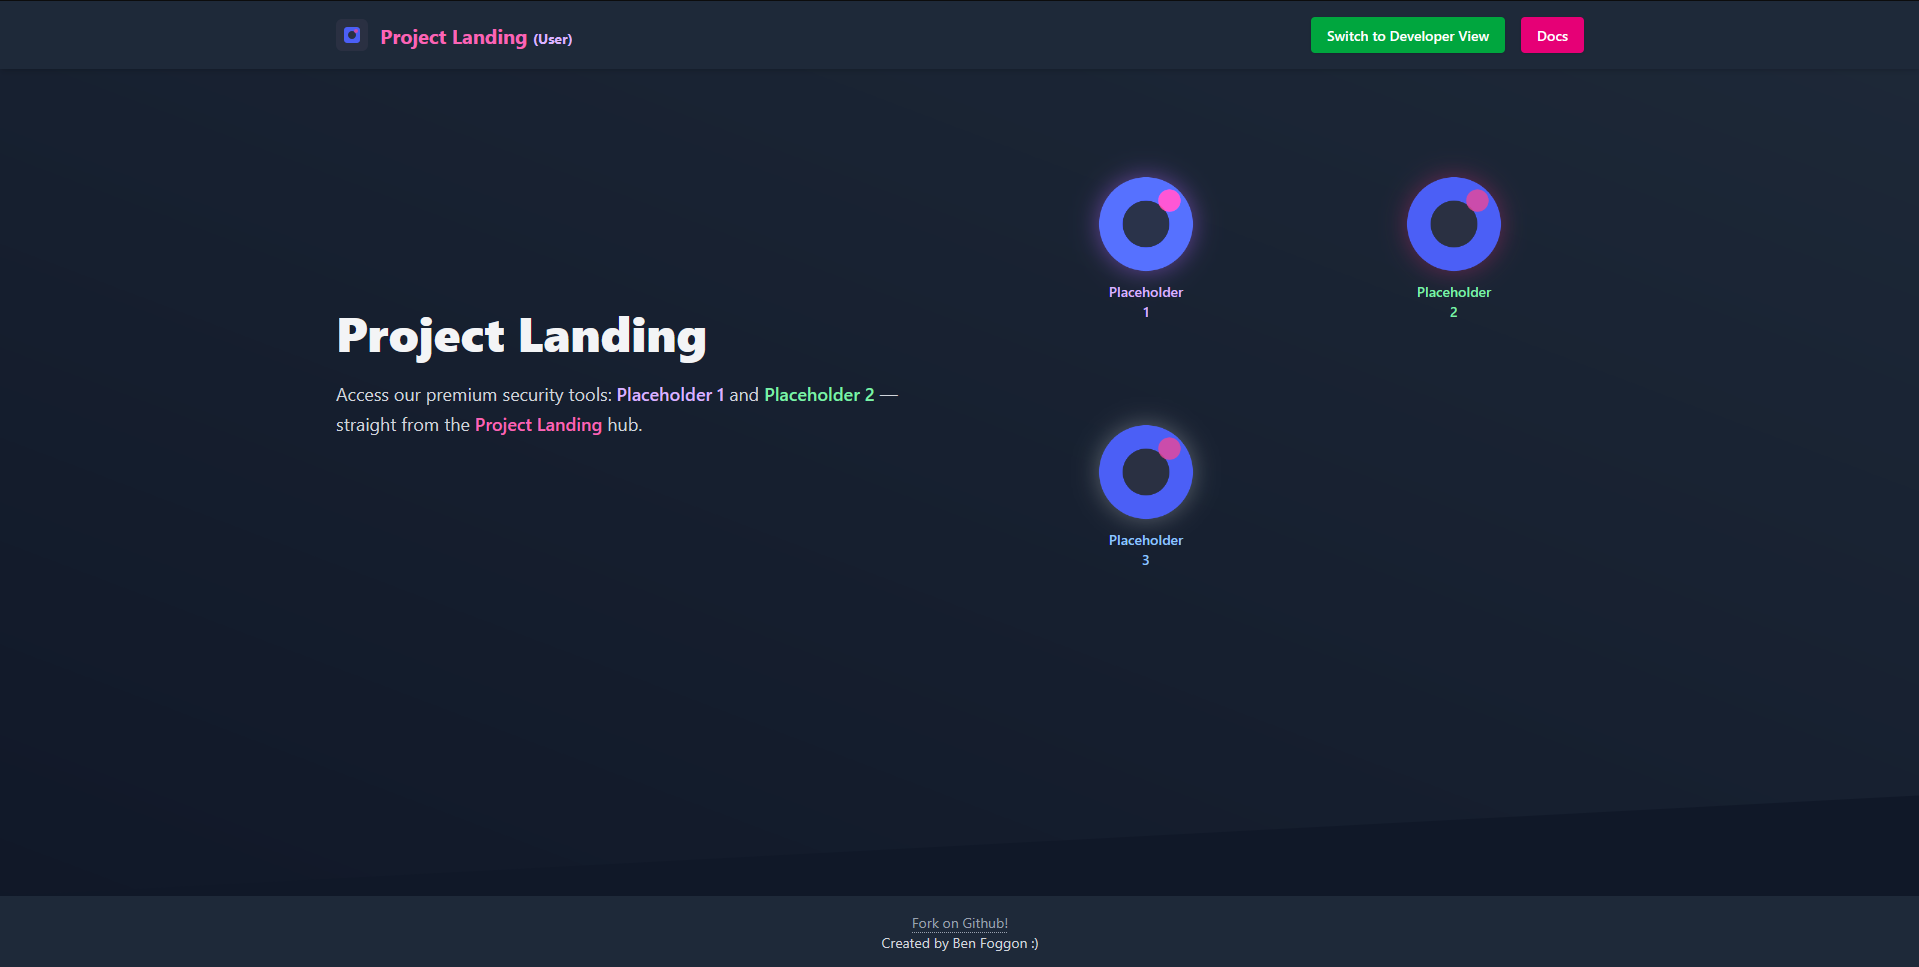 Project Landing (User)
Switch to Developer View
Docs
Project Landing
Access our premium security tools: Placeholder 1 and Placeholder 2 —
straight from the Project Landing hub.
Placeholder
1
Placeholder
2
Placeholder
3
Fork on Github!
Created by Ben Foggon :)